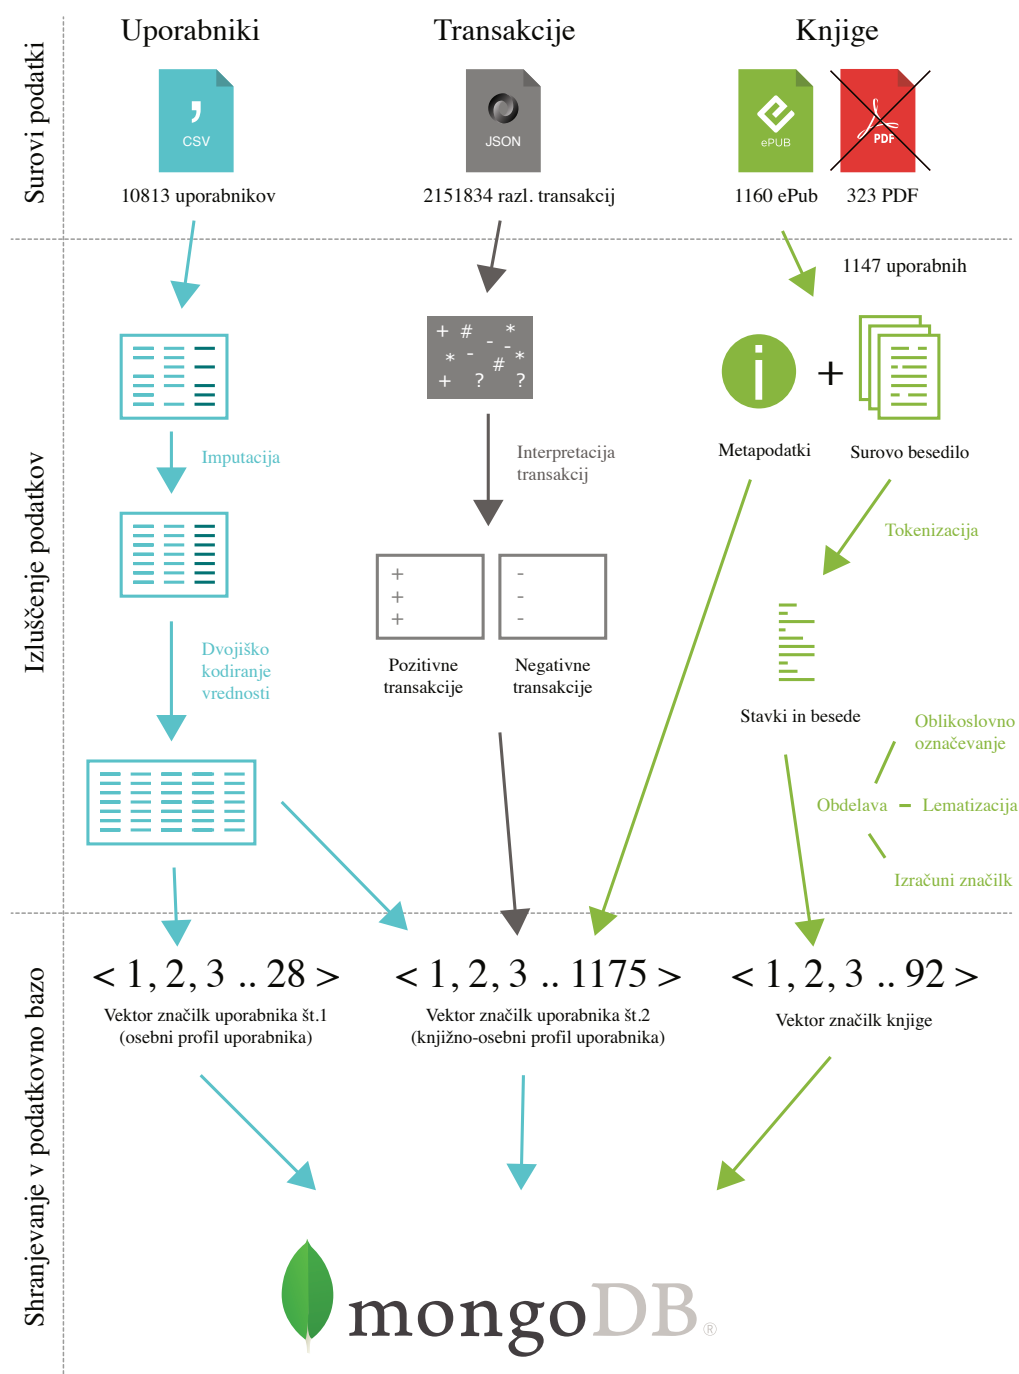 Surovi podatki
Uporabniki
Transakcije
Knjige
,
CSV
JSON
ePUB
PDF
10813 uporabnikov
2151834 razl. transakcij
1160 ePub
323 PDF
Izluščenje podatkov
1147 uporabnih
+ # - *
* - # - *
+ ? ?
i
+
Metapodatki
Surovo besedilo
Imputacija
Interpretacija
transakcij
Tokenizacija
+
+
+
-
-
-
Pozitivne
transakcije
Negativne
transakcije
Dvojiško
kodiranje
vrednosti
Stavki in besede
Oblikoslovno
označevanje
Obdelava
Lematizacija
Izračuni značilk
Shranjevanje v podatkovno bazo
< 1, 2, 3 .. 28 >
Vektor značilk uporabnika št.1
(osebni profil uporabnika)
< 1, 2, 3 .. 1175 >
Vektor značilk uporabnika št.2
(knjižno-osebni profil uporabnika)
< 1, 2, 3 .. 92 >
Vektor značilk knjige
mongoDB®